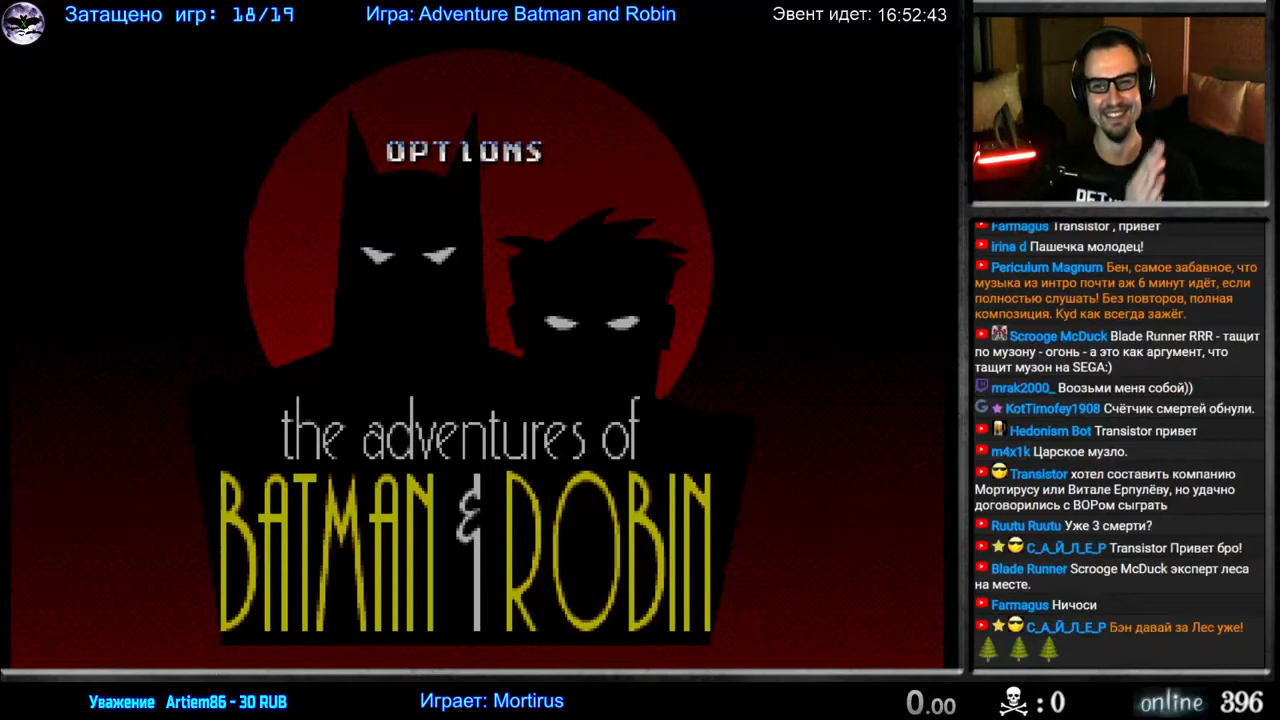 Затащено игр: 18/19
Игра: Adventure Batman and Robin
Эвент идет: 16:52:43
OPTIONS
the adventures of
BATMAN & ROBIN
Farmagus Transistor , привет
irina d Пашечка молодец!
Periculum Magnum Бен, самое забавное, что
музыка из интро почти аж 6 минут идёт, если
полностью слушать! Без повторов, полная
композиция. Kyd как всегда зажёг.
Scrooge McDuck Blade Runner RRR - тащит
по музону - огонь - а это как аргумент, что
тащит музон на SEGA:)
mrak2000_ Воозьми меня собой))
KotTimofey1908 Счётчик смертей обнули.
Hedonism Bot Transistor привет
m4x1k Царское музло.
Transistor хотел составить компанию
Мортирусу или Витале Ерпулёву, но удачно
договорились с ВОРом сыграть
Ruutu Ruutu Уже 3 смерти?
С_А_Й_Л_Е_Р Transistor Привет бро!
Blade Runner Scrooge McDuck эксперт леса
на месте.
Farmagus Ничоси
С_А_Й_Л_Е_Р Бэн давай за Лес уже!
Уважение Artiem86 - 30 RUB
Играет: Mortirus
0.00
: 0
online 396